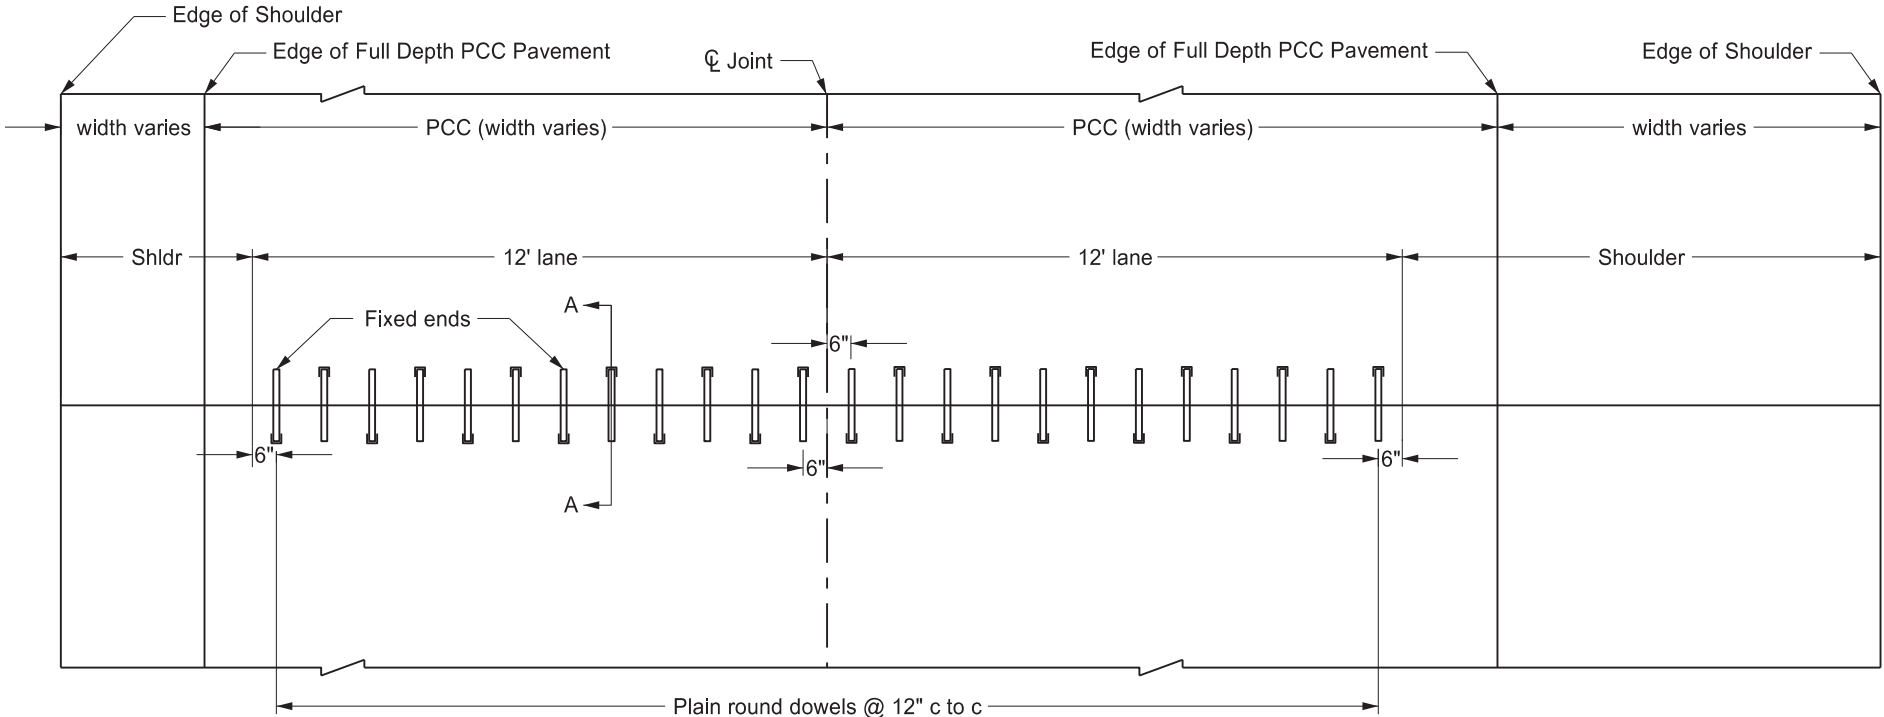 Edge of Shoulder
Edge of Full Depth PCC Pavement
℄ Joint
Edge of Full Depth PCC Pavement
Edge of Shoulder
width varies
PCC (width varies)
PCC (width varies)
width varies
Shldr
12' lane
12' lane
Shoulder
A
Fixed ends
6"
6"
6"
6"
A
Plain round dowels @ 12" c to c